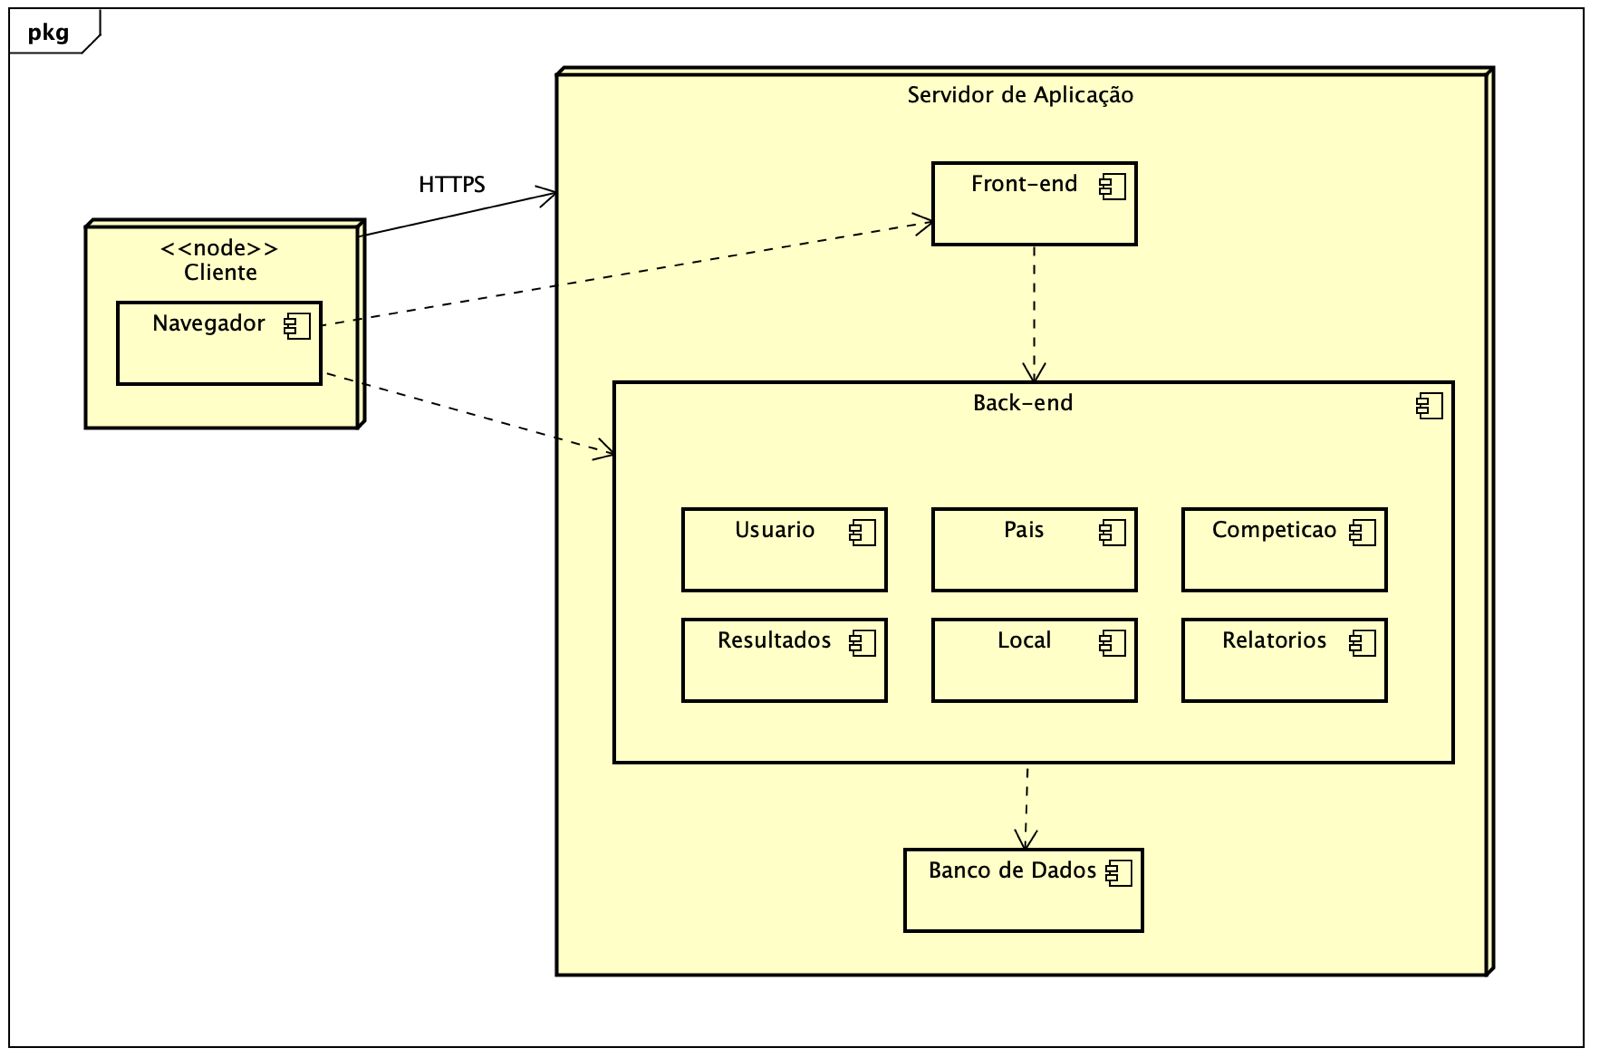 pkg
Servidor de Aplicação
HTTPS
Front-end
<<node>>
Cliente
Navegador
Back-end
Usuario
Pais
Competicao
Resultados
Local
Relatorios
Banco de Dados